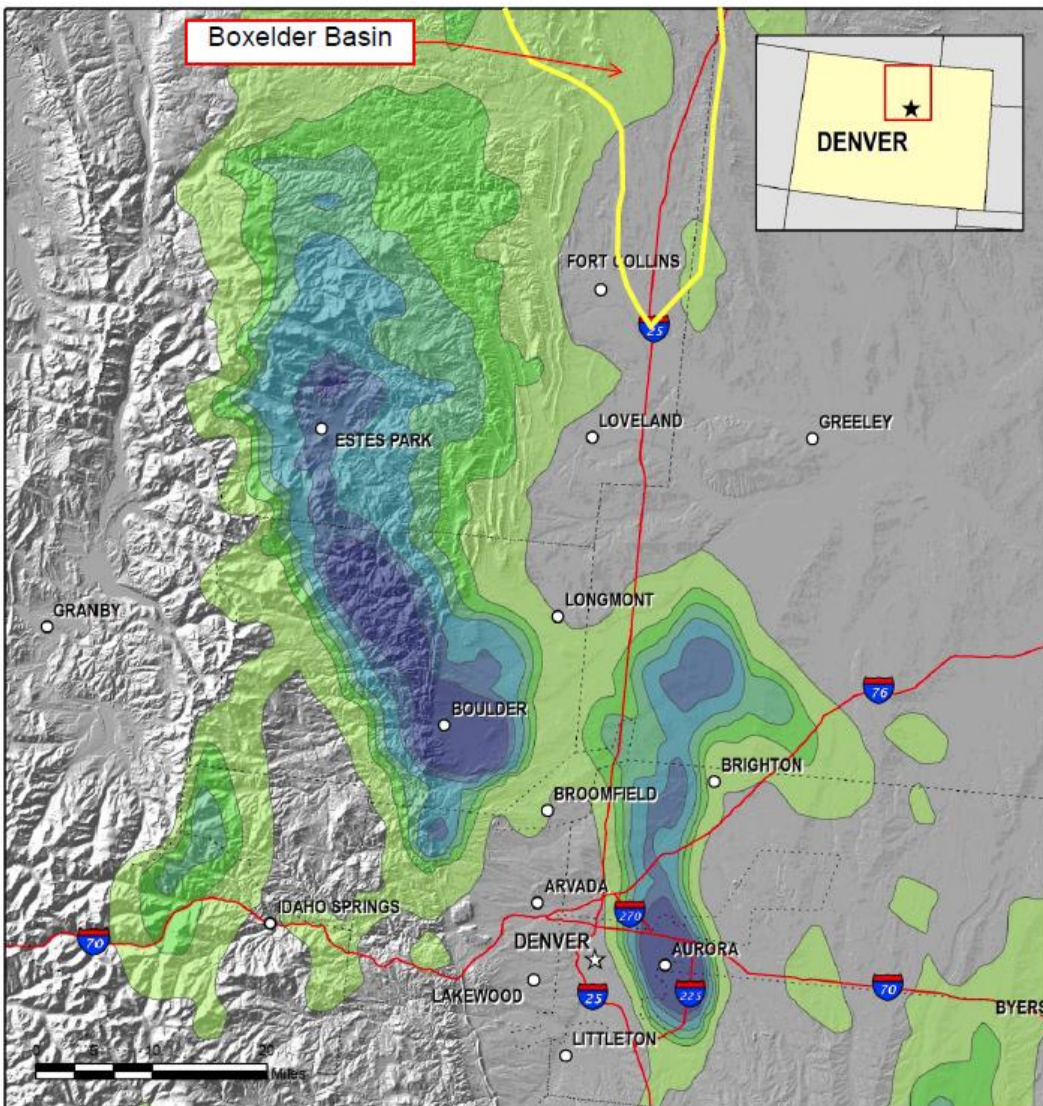 Boxelder Basin
DENVER
FORT COLLINS
25
LOVELAND
GREELEY
ESTES PARK
GRANBY
LONGMONT
76
BOULDER
BRIGHTON
BROOMFIELD
ARVADA
IDAHO SPRINGS
270
70
DENVER
AURORA
LAKEWOOD
25
225
70
BYERS
LITTLETON
0 5 10 20
Miles